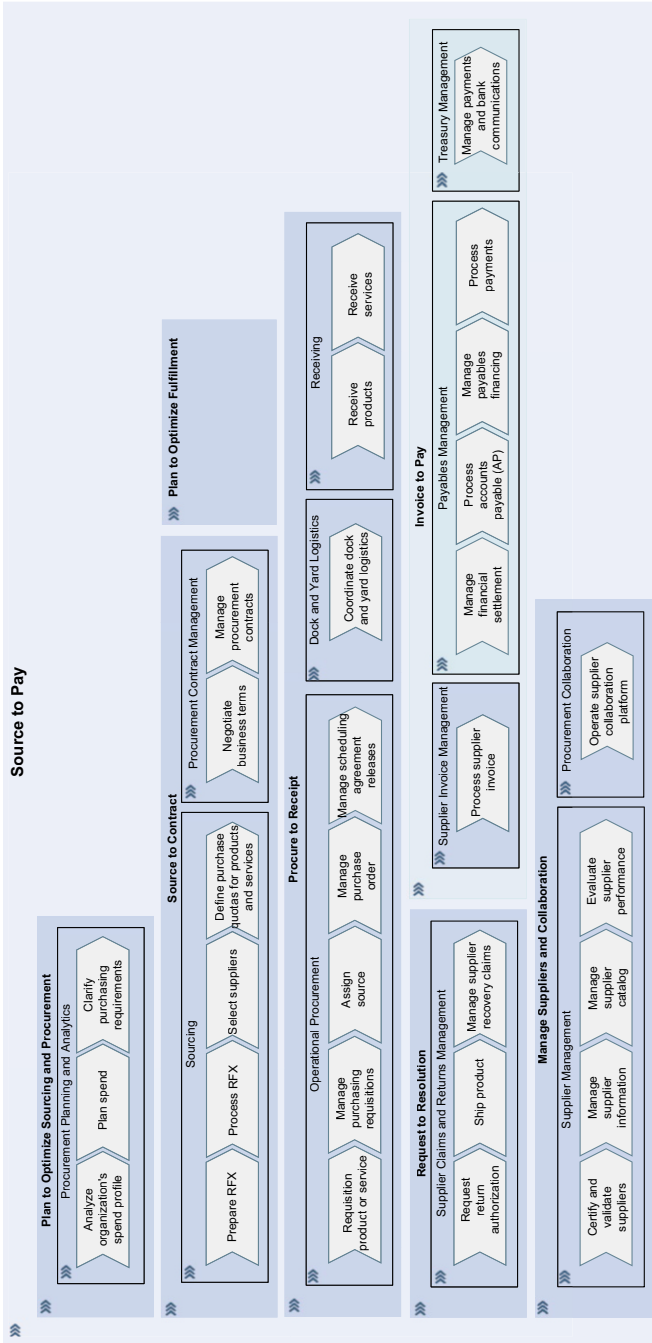 Source to Pay
Plan to Optimize Sourcing and Procurement
Procurement Planning and Analytics
Analyze
organization's
spend profile
Plan spend
Clarify
purchasing
requirements
Source to Contract
Sourcing
Prepare RFX
Process RFX
Select suppliers
Define purchase
quotas for products
and services
Procurement Contract Management
Negotiate
business terms
Manage
procurement
contracts
Plan to Optimize Fulfillment
Procure to Receipt
Operational Procurement
Requisition
product or service
Manage
purchasing
requisitions
Assign
source
Manage
purchase
order
Manage scheduling
agreement
releases
Dock and Yard Logistics
Coordinate dock
and yard logistics
Receiving
Receive
products
Receive
services
Request to Resolution
Supplier Claims and Returns Management
Request
return
authorization
Ship product
Manage supplier
recovery claims
Invoice to Pay
Supplier Invoice Management
Process supplier
invoice
Payables Management
Manage
financial
settlement
Process
accounts
payable (AP)
Manage
payables
financing
Process
payments
Treasury Management
Manage payments
and bank
communications
Manage Suppliers and Collaboration
Supplier Management
Certify and
validate
suppliers
Manage
supplier
information
Manage
supplier
catalog
Evaluate
supplier
performance
Procurement Collaboration
Operate supplier
collaboration
platform